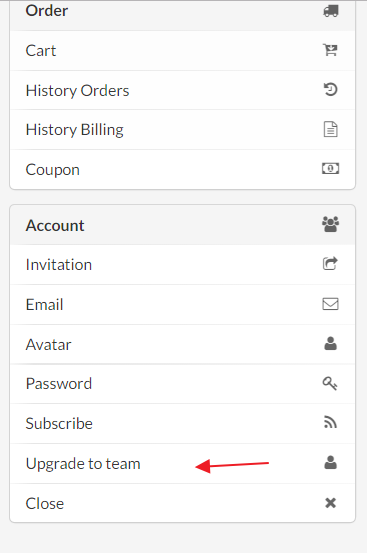 Order
Cart
History Orders
History Billing
Coupon
Account
Invitation
Email
Avatar
Password
Subscribe
Upgrade to team
Close